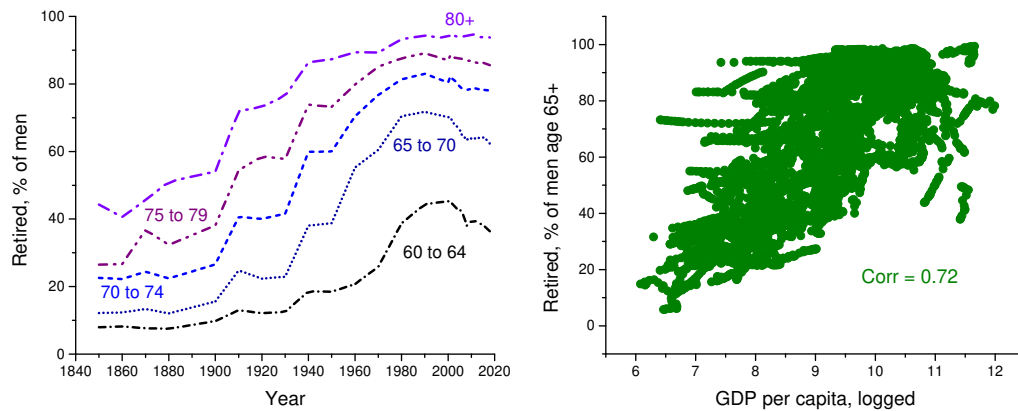 100
80
60
40
20
0
Retired, % of men
80+
65 to 70
75 to 79
60 to 64
70 to 74
1840 1860 1880 1900 1920 1940 1960 1980 2000 2020
Year
100
80
60
40
20
0
Retired, % of men age 65+
Corr = 0.72
6 7 8 9 10 11 12
GDP per capita, logged